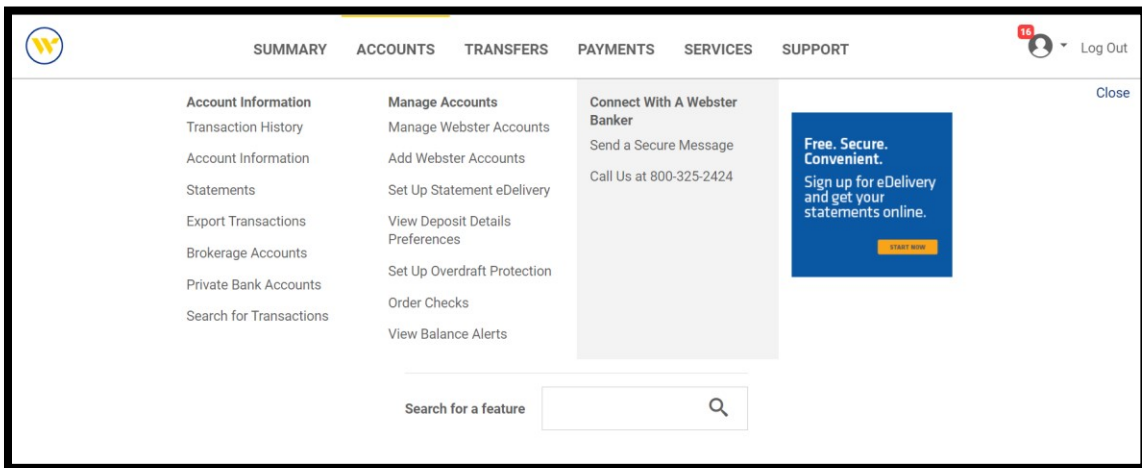 W
SUMMARY ACCOUNTS TRANSFERS PAYMENTS SERVICES SUPPORT 16 Log Out
Close
Account Information
Transaction History
Account Information
Statements
Export Transactions
Brokerage Accounts
Private Bank Accounts
Search for Transactions
Manage Accounts
Manage Webster Accounts
Add Webster Accounts
Set Up Statement eDelivery
View Deposit Details
Preferences
Set Up Overdraft Protection
Order Checks
View Balance Alerts
Connect With A Webster
Banker
Send a Secure Message
Call Us at 800-325-2424
Free. Secure.
Convenient.
Sign up for eDelivery
and get your
statements online.
START NOW
Search for a feature